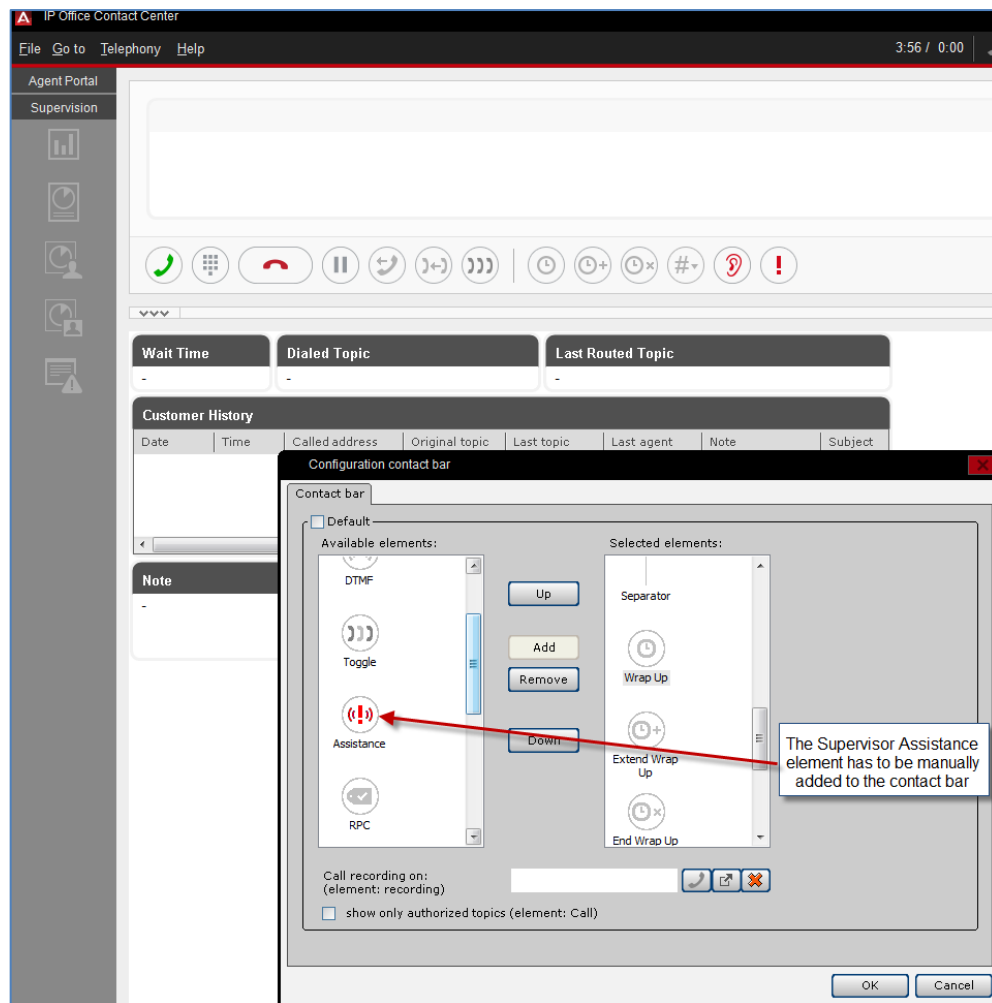 IP Office Contact Center
File Go to Telephony Help 3:56 / 0:00
Agent Portal
Supervision
Wait Time Dialed Topic Last Routed Topic
- - -
Customer History
Date Time Called address Original topic Last topic Last agent Note Subject
Note
-
Configuration contact bar
Contact bar
Default
Available elements: Selected elements:
DTMF
Toggle
Assistance
RPC
Up
Add
Remove
Down
Separator
Wrap Up
Extend Wrap
Up
End Wrap Up
The Supervisor Assistance
element has to be manually
added to the contact bar
Call recording on:
(element: recording)
show only authorized topics (element: Call)
OK Cancel